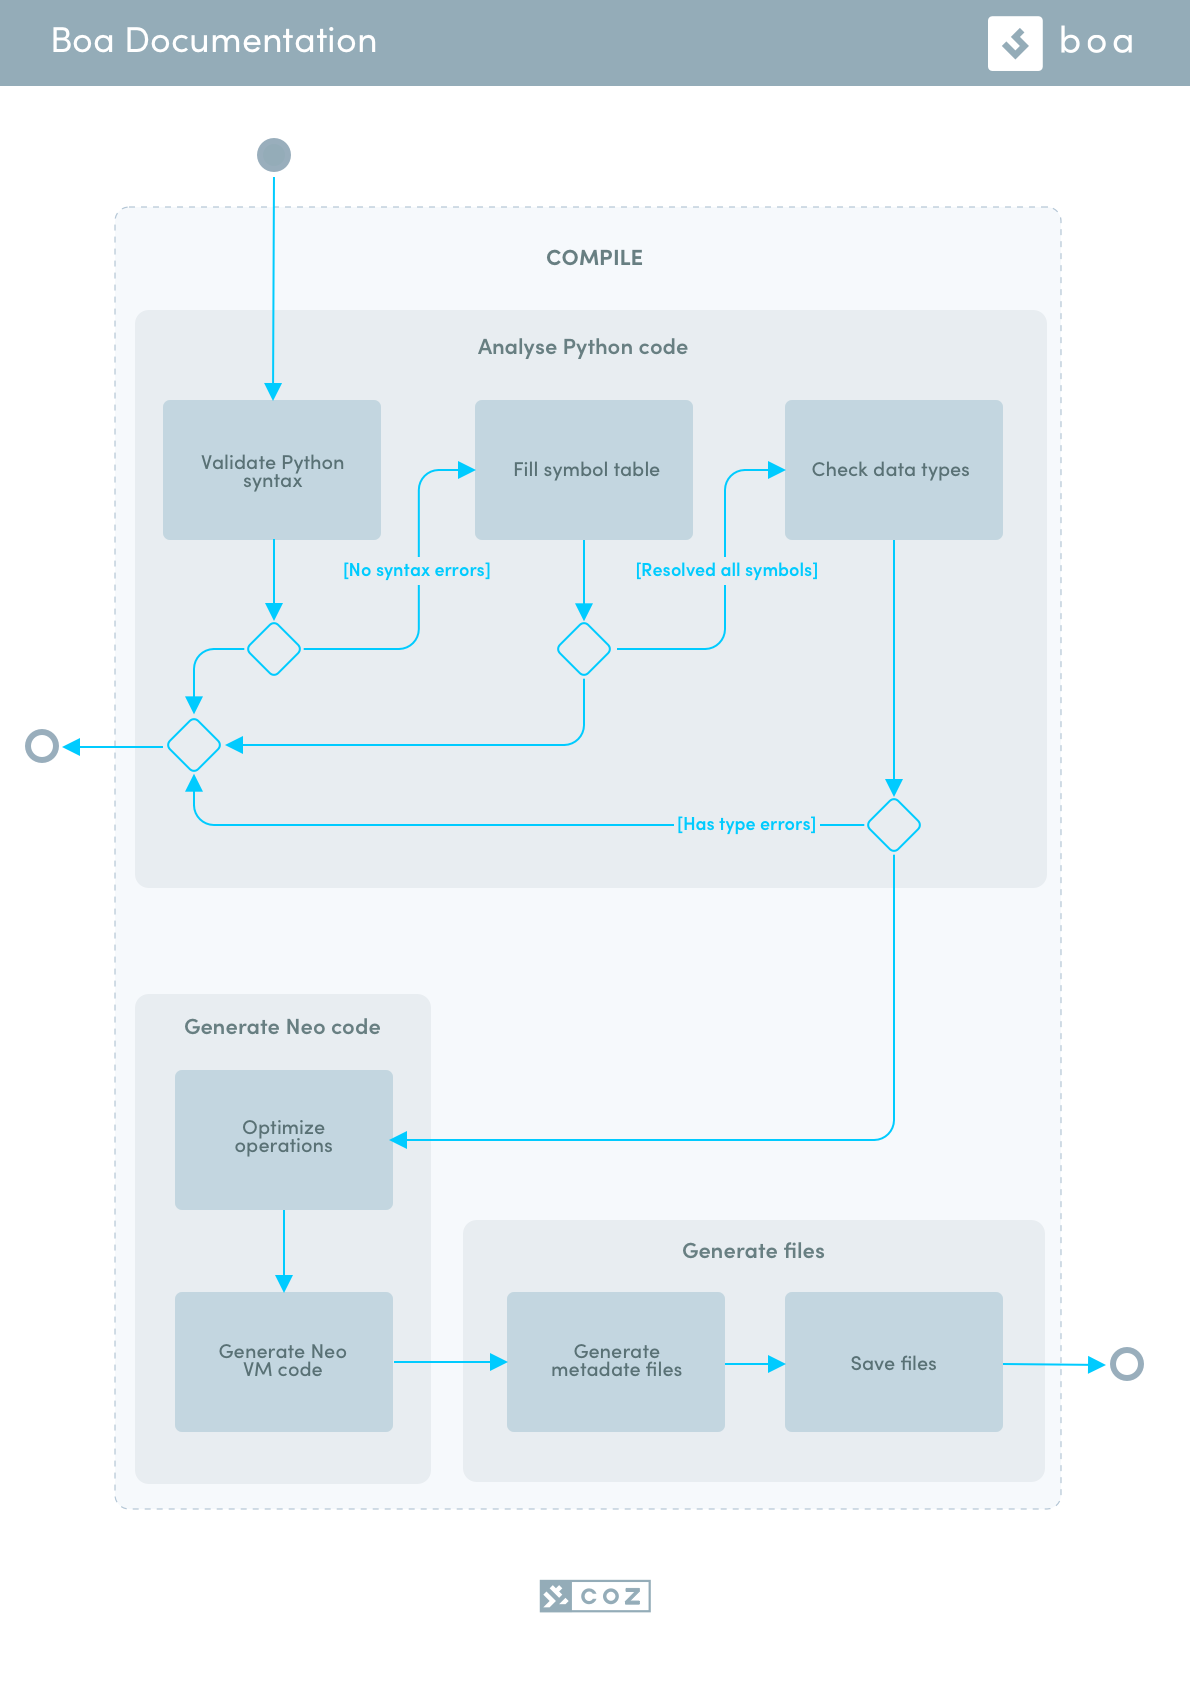 Boa Documentation
boa
COMPILE
Analyse Python code
Validate Python
syntax
Fill symbol table
Check data types
[No syntax errors]
[Resolved all symbols]
[Has type errors]
Generate Neo code
Optimize
operations
Generate files
Generate Neo
VM code
Generate
metadate files
Save files
COZ